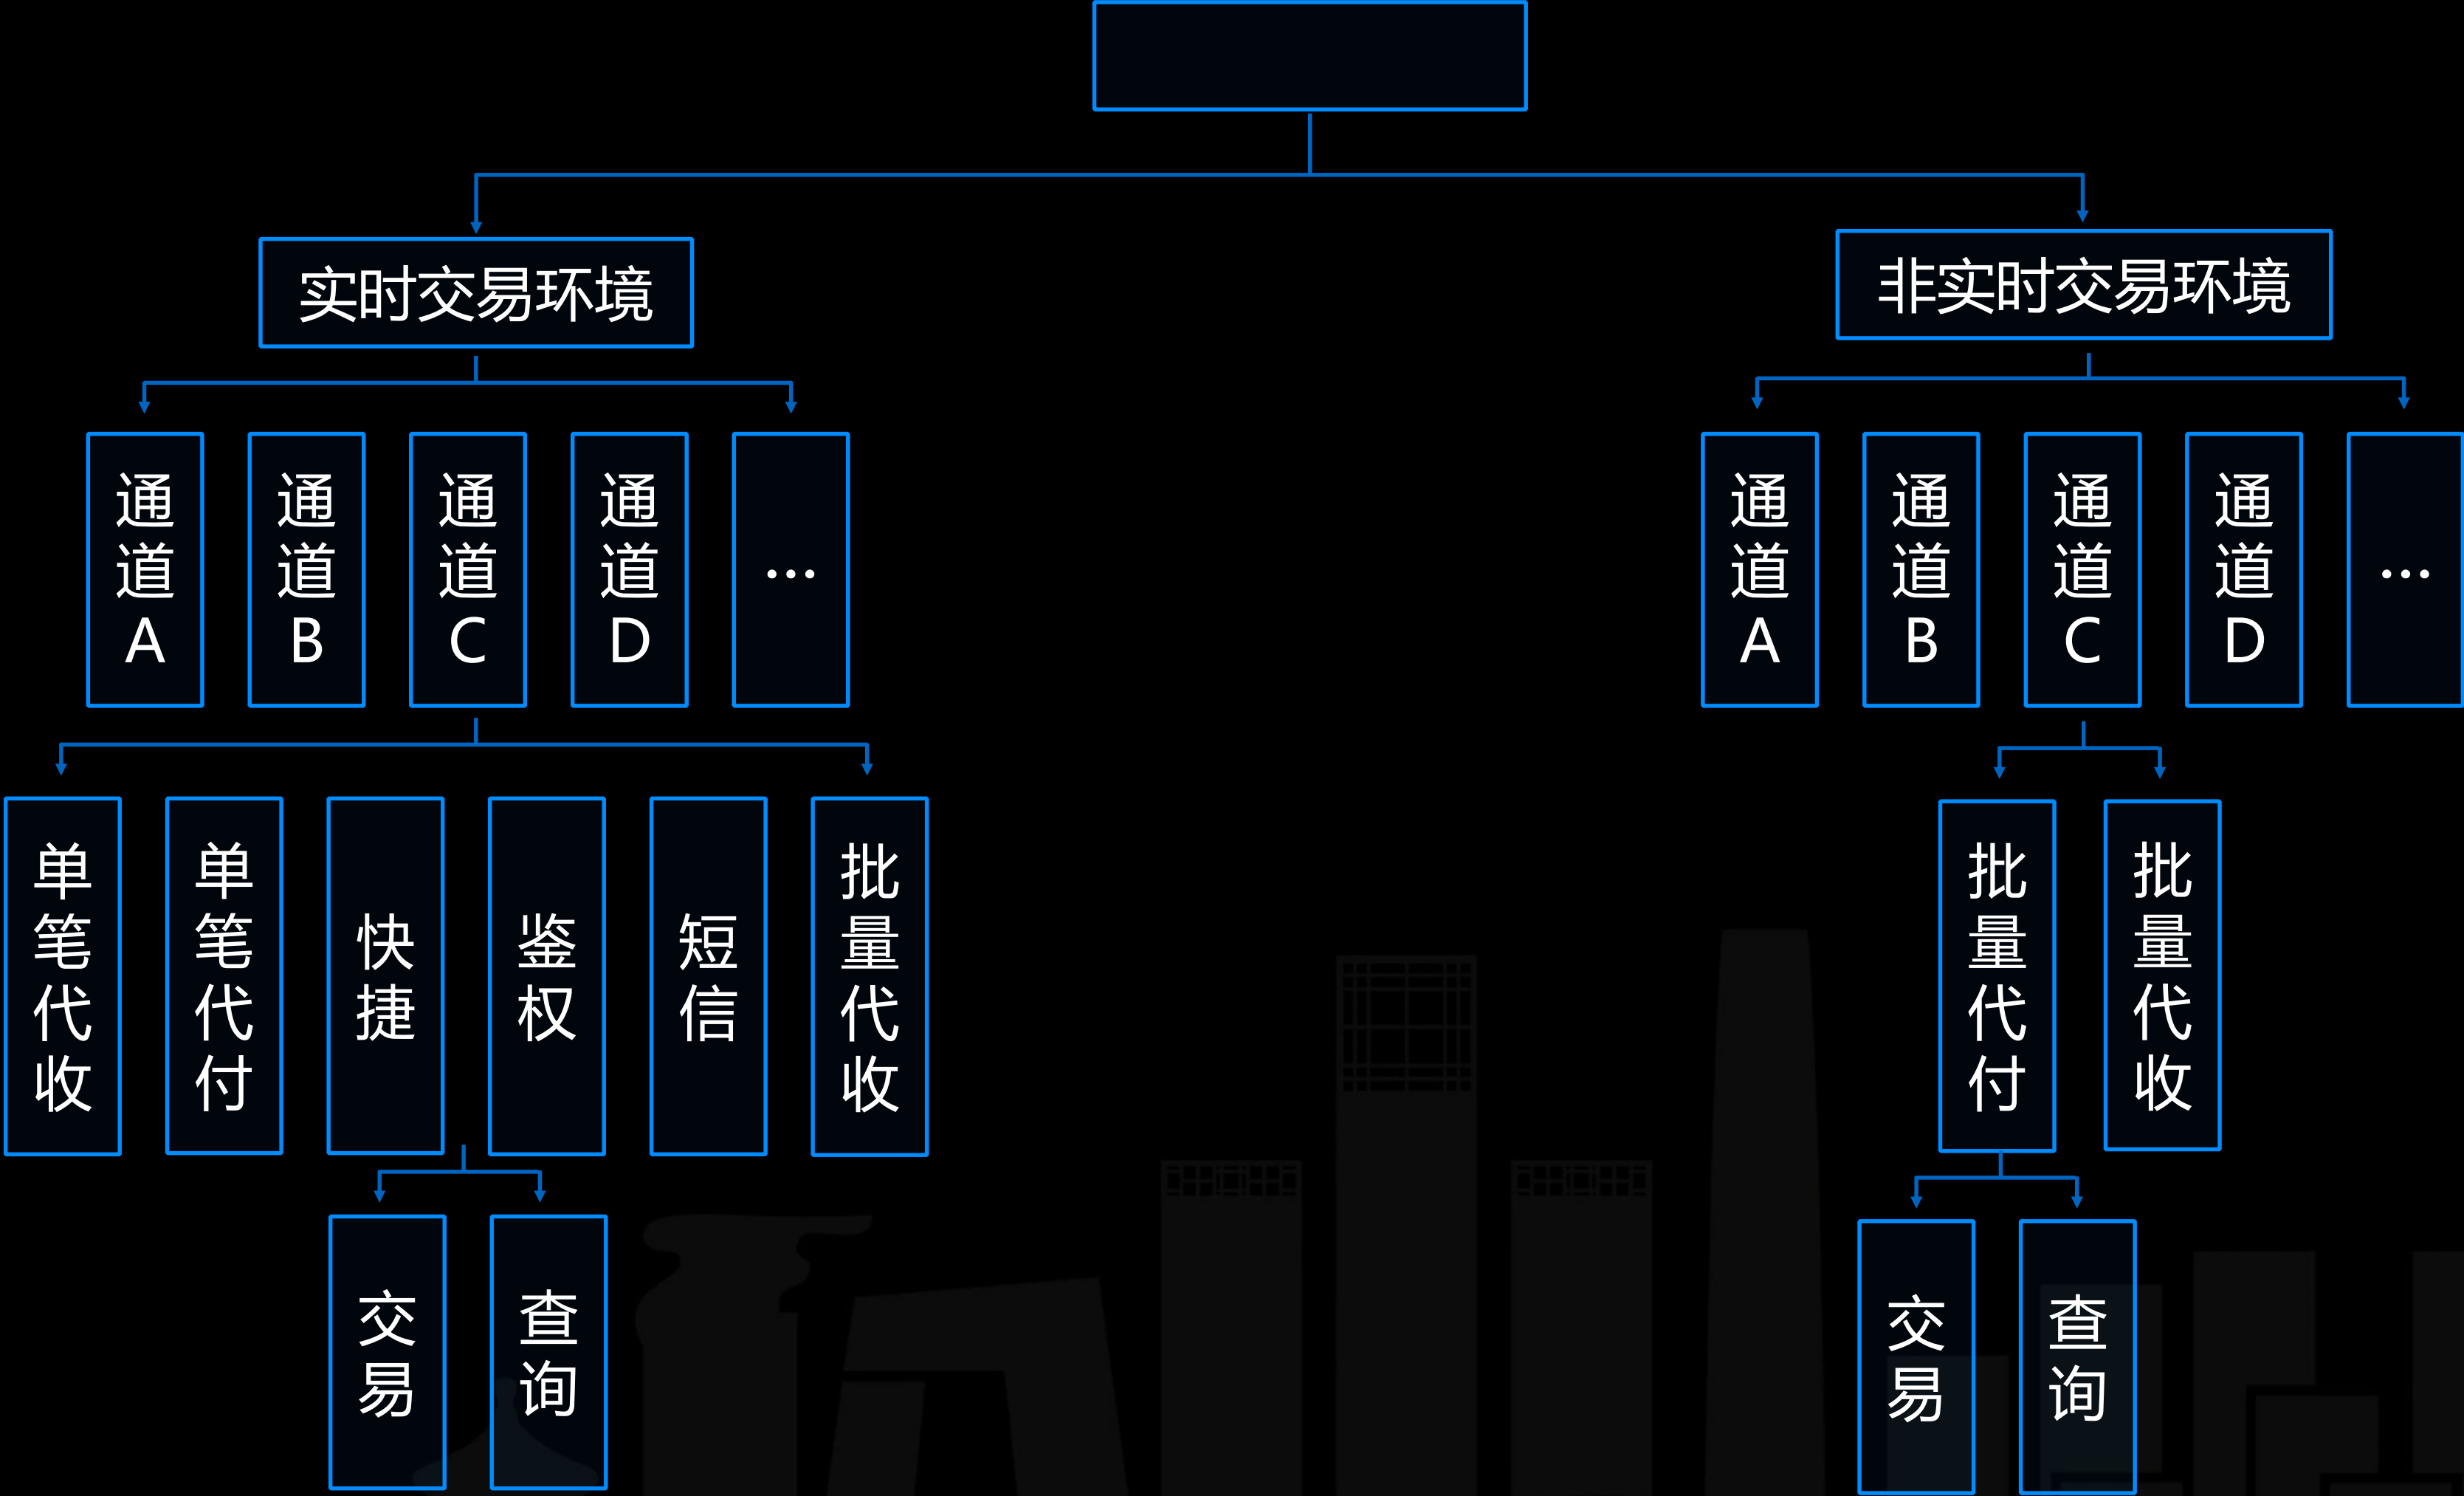 实时交易环境
非实时交易环境
通道A
通道B
通道C
通道D
...
通道A
通道B
通道C
通道D
...
单笔代收
单笔代付
快捷
鉴权
短信
批量代收
批量代付
批量代收
交易
查询
交易
查询